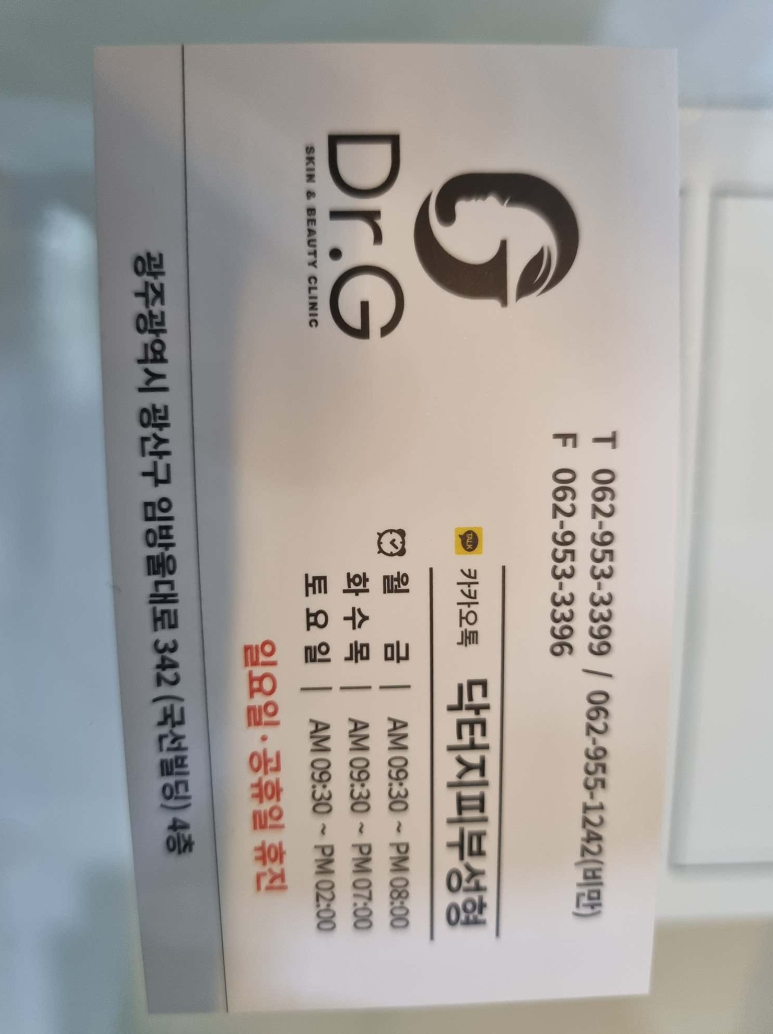 Dr.G
SKIN & BEAUTY CLINIC
T 062-953-3399 / 062-955-1242(비만)
F 062-953-3396
TALK 카카오톡 닥터지피부성형
월 금 | AM 09:30 ~ PM 08:00
화 수 목 | AM 09:30 ~ PM 07:00
토 요 일 | AM 09:30 ~ PM 02:00
일요일·공휴일 휴진
광주광역시 광산구 임방울대로 342 (국선빌딩) 4층